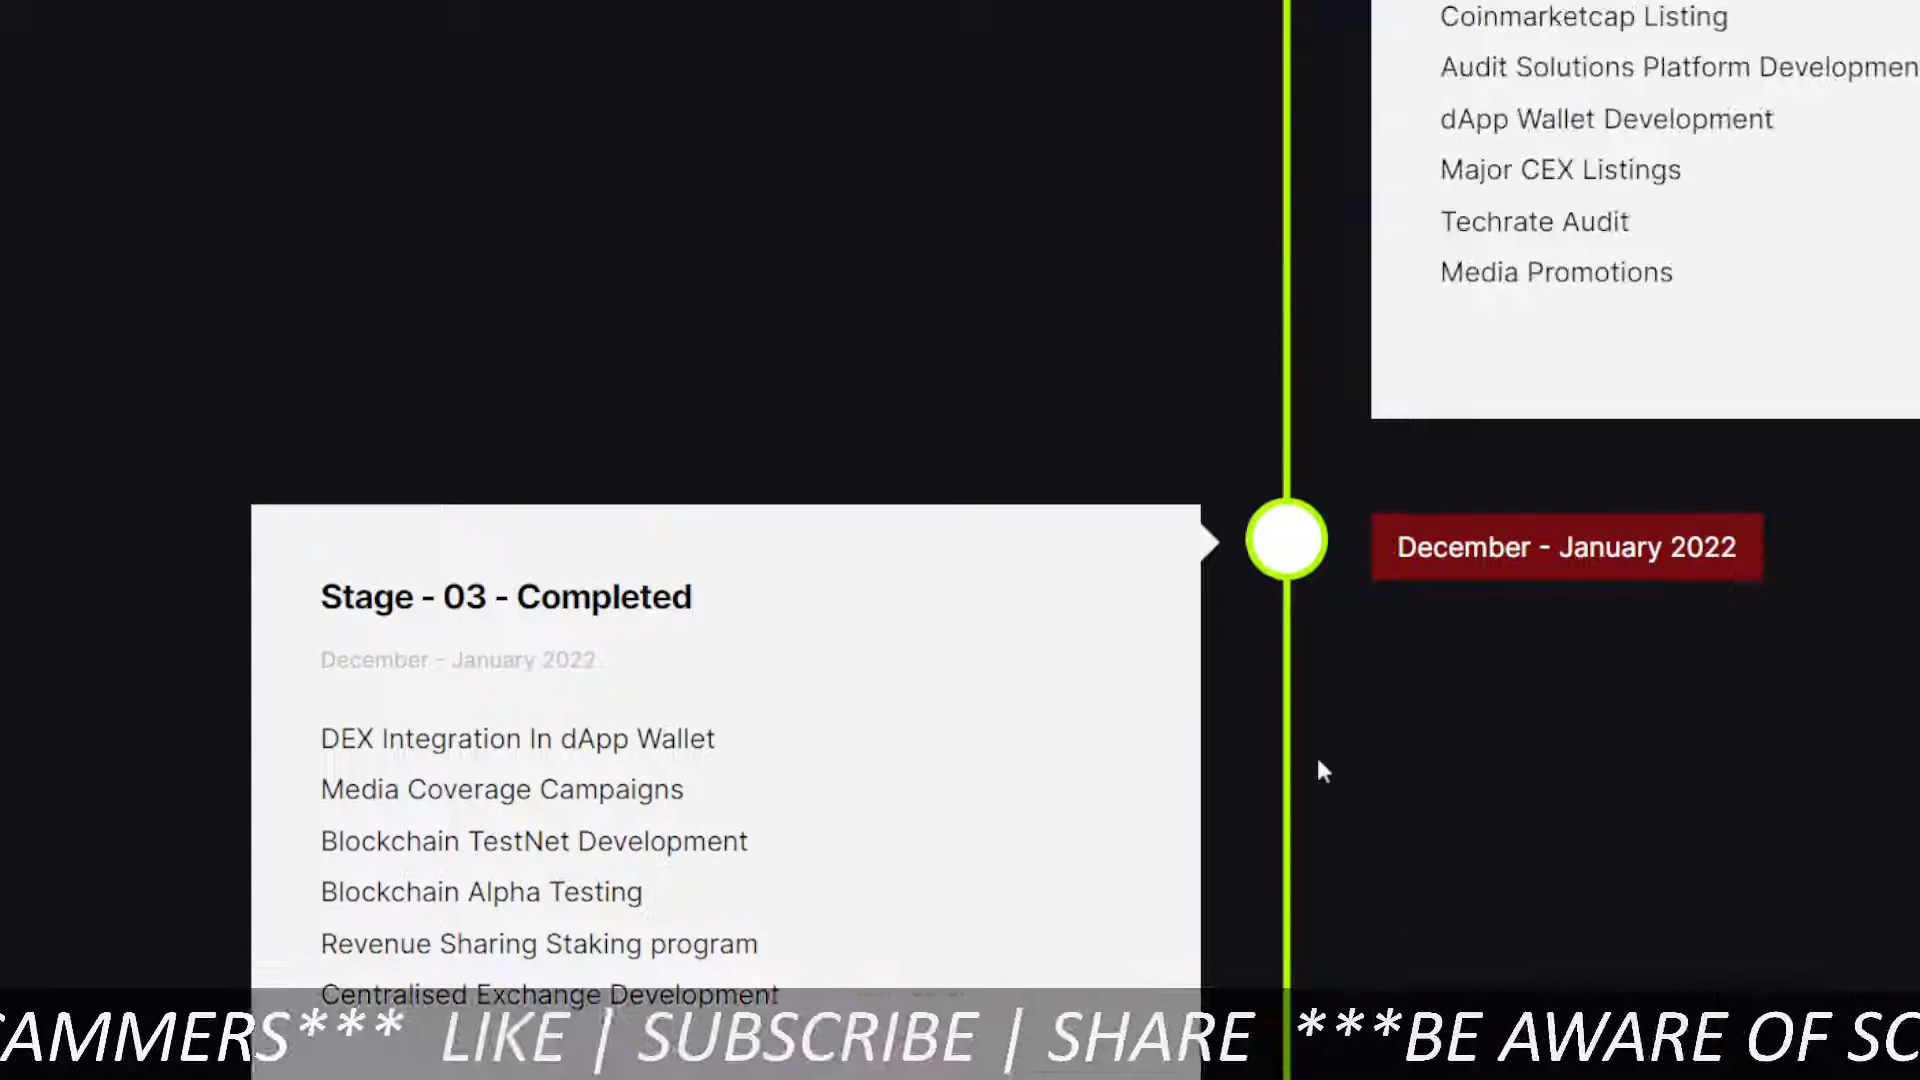 Coinmarketcap Listing
Audit Solutions Platform Developmen
dApp Wallet Development
Major CEX Listings
Techrate Audit
Media Promotions
December - January 2022
Stage - 03 - Completed
December - January 2022
DEX Integration In dApp Wallet
Media Coverage Campaigns
Blockchain TestNet Development
Blockchain Alpha Testing
Revenue Sharing Staking program
Centralised Exchange Development
AMMERS*** LIKE | SUBSCRIBE | SHARE ***BE AWARE OF SC